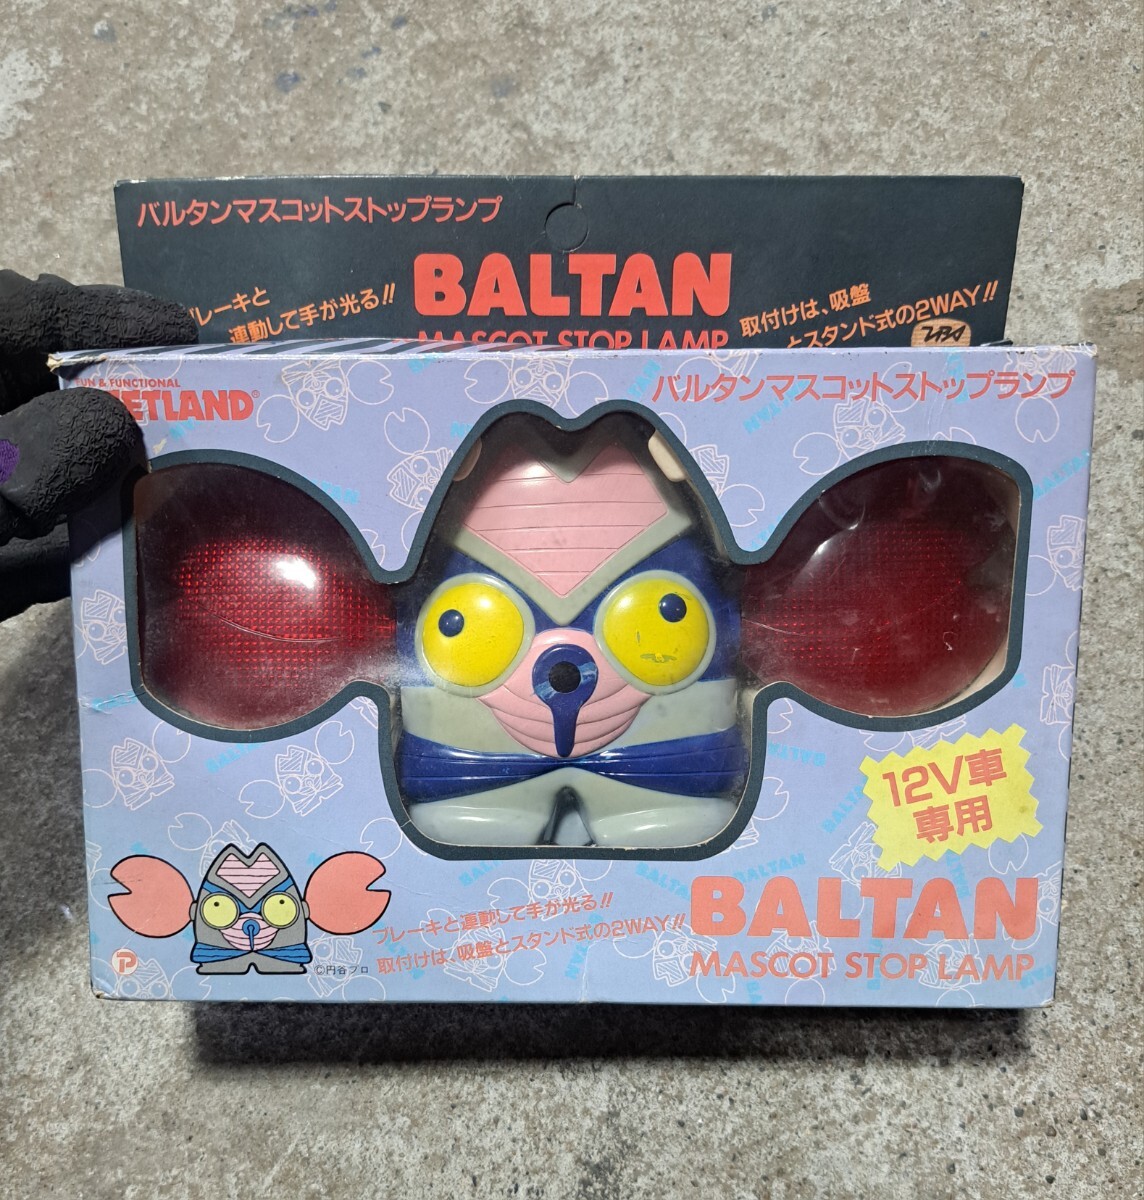 バルタンマスコットストップランプ
ブレーキと
連動して手が光る!!
BALTAN
MASCOT STOP LAMP
取付けは、吸盤
とスタンド式の2WAY!!
FUN & FUNCTIONAL
バルタンマスコットストップランプ
12V車
専用
ブレーキと連動して手が光る!!
取付けは、吸盤とスタンド式の2WAY!!
BALTAN
MASCOT STOP LAMP
©円谷プロ
P